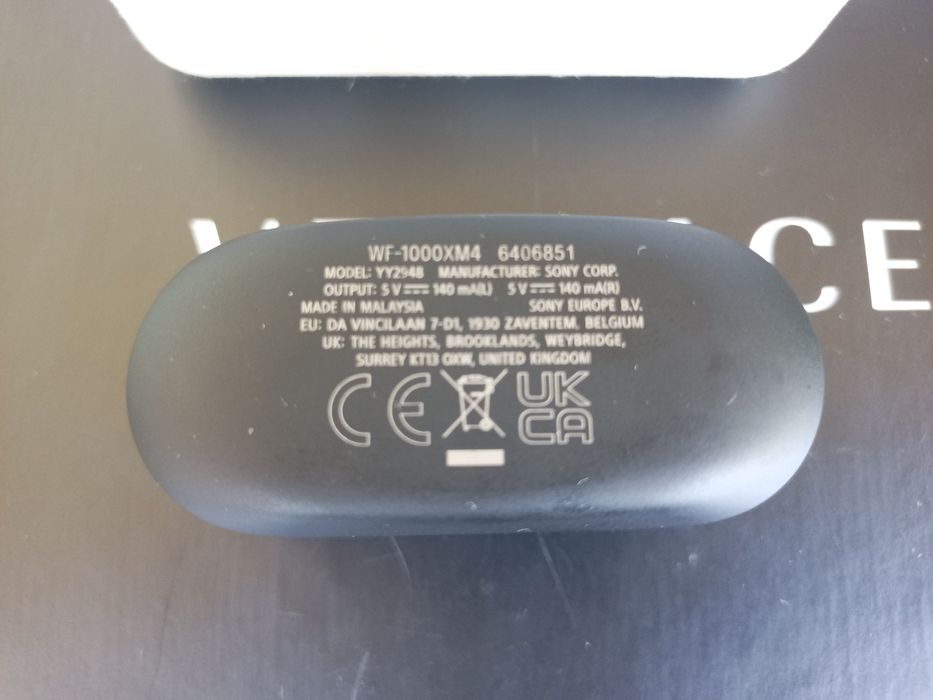 WF-1000XM4 6406851
MODEL: YY2948 MANUFACTURER: SONY CORP.
OUTPUT: 5 V⎓140 mA(L) 5 V⎓140 mA(R)
MADE IN MALAYSIA SONY EUROPE B.V.
EU: DA VINCILAAN 7-D1, 1930 ZAVENTEM, BELGIUM
UK: THE HEIGHTS, BROOKLANDS, WEYBRIDGE,
SURREY KT13 0XW, UNITED KINGDOM
CE UK
CA